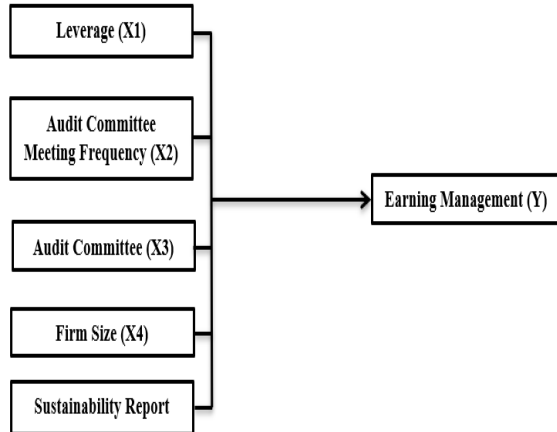 Leverage (X1)
Audit Committee
Meeting Frequency (X2)
Earning Management (Y)
Audit Committee (X3)
Firm Size (X4)
Sustainability Report